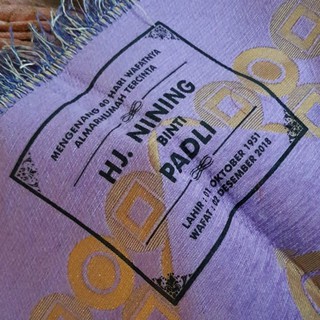 MENGENANG 40 HARI WAFATNYA
ALMARHUMAH TERCINTA
HJ. NINING
BINTI
PADLI
LAHIR : 01 OKTOBER 1951
WAFAT : 02 DESEMBER 2018